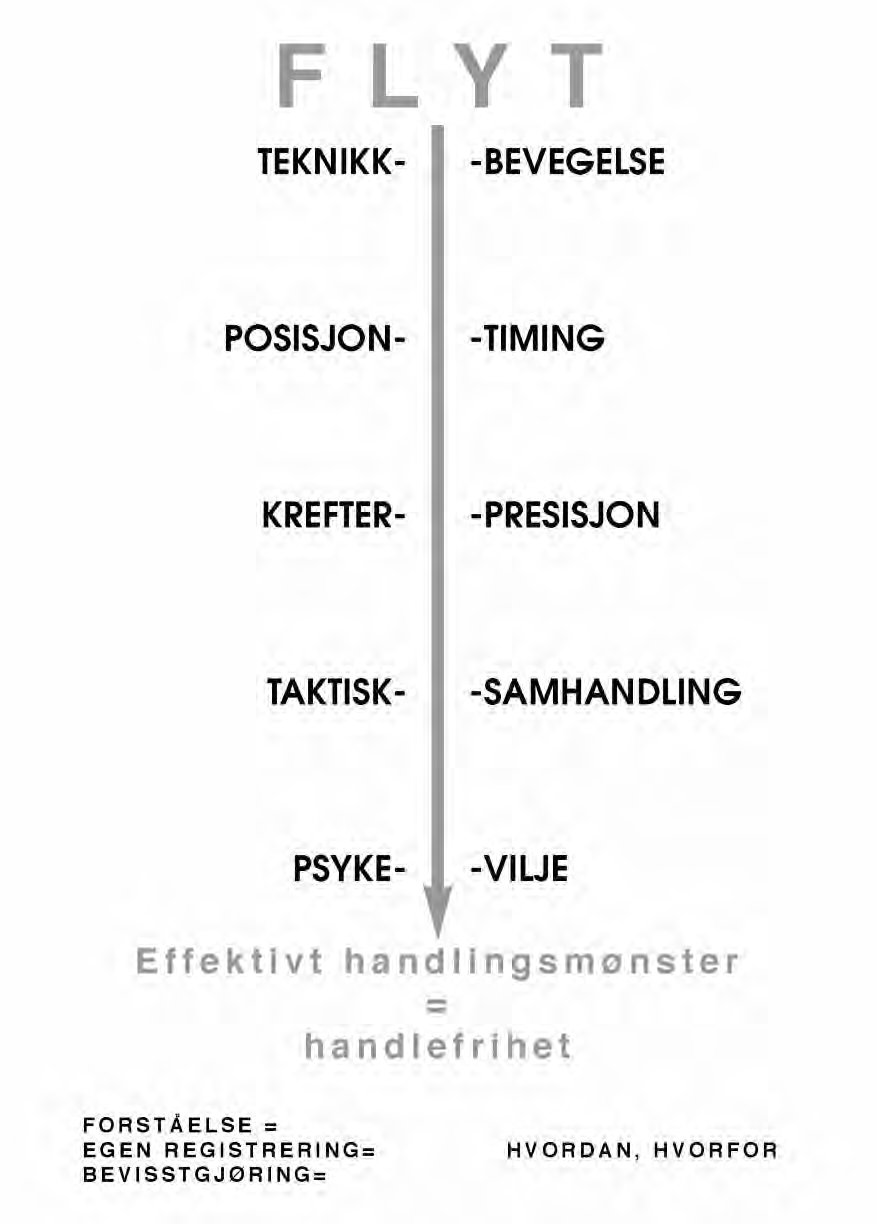 F L Y T
TEKNIKK- -BEVEGELSE
POSISJON- -TIMING
KREFTER- -PRESISJON
TAKTISK- -SAMHANDLING
PSYKE- -VILJE
Effektivt handlingsmønster
=
handlefrihet
FORSTÅELSE =
EGEN REGISTRERING= HVORDAN, HVORFOR
BEVISSTGJØRING=